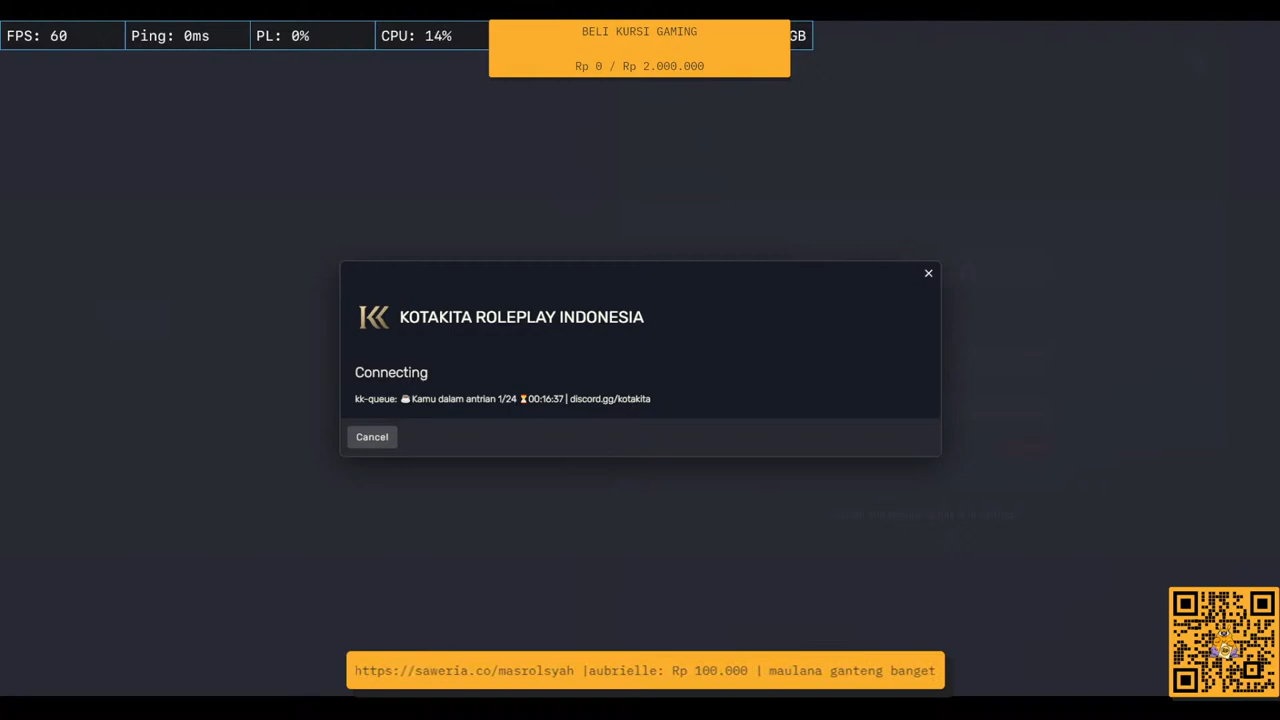 FPS: 60 Ping: 0ms PL: 0% CPU: 14% GB
BELI KURSI GAMING
Rp 0 / Rp 2.000.000
KK KOTAKITA ROLEPLAY INDONESIA
Connecting
kk-queue: ☕Kamu dalam antrian 1/24 ⏳00:16:37 | discord.gg/kotakita
Cancel
https://saweria.co/masrolsyah |aubrielle: Rp 100.000 | maulana ganteng banget